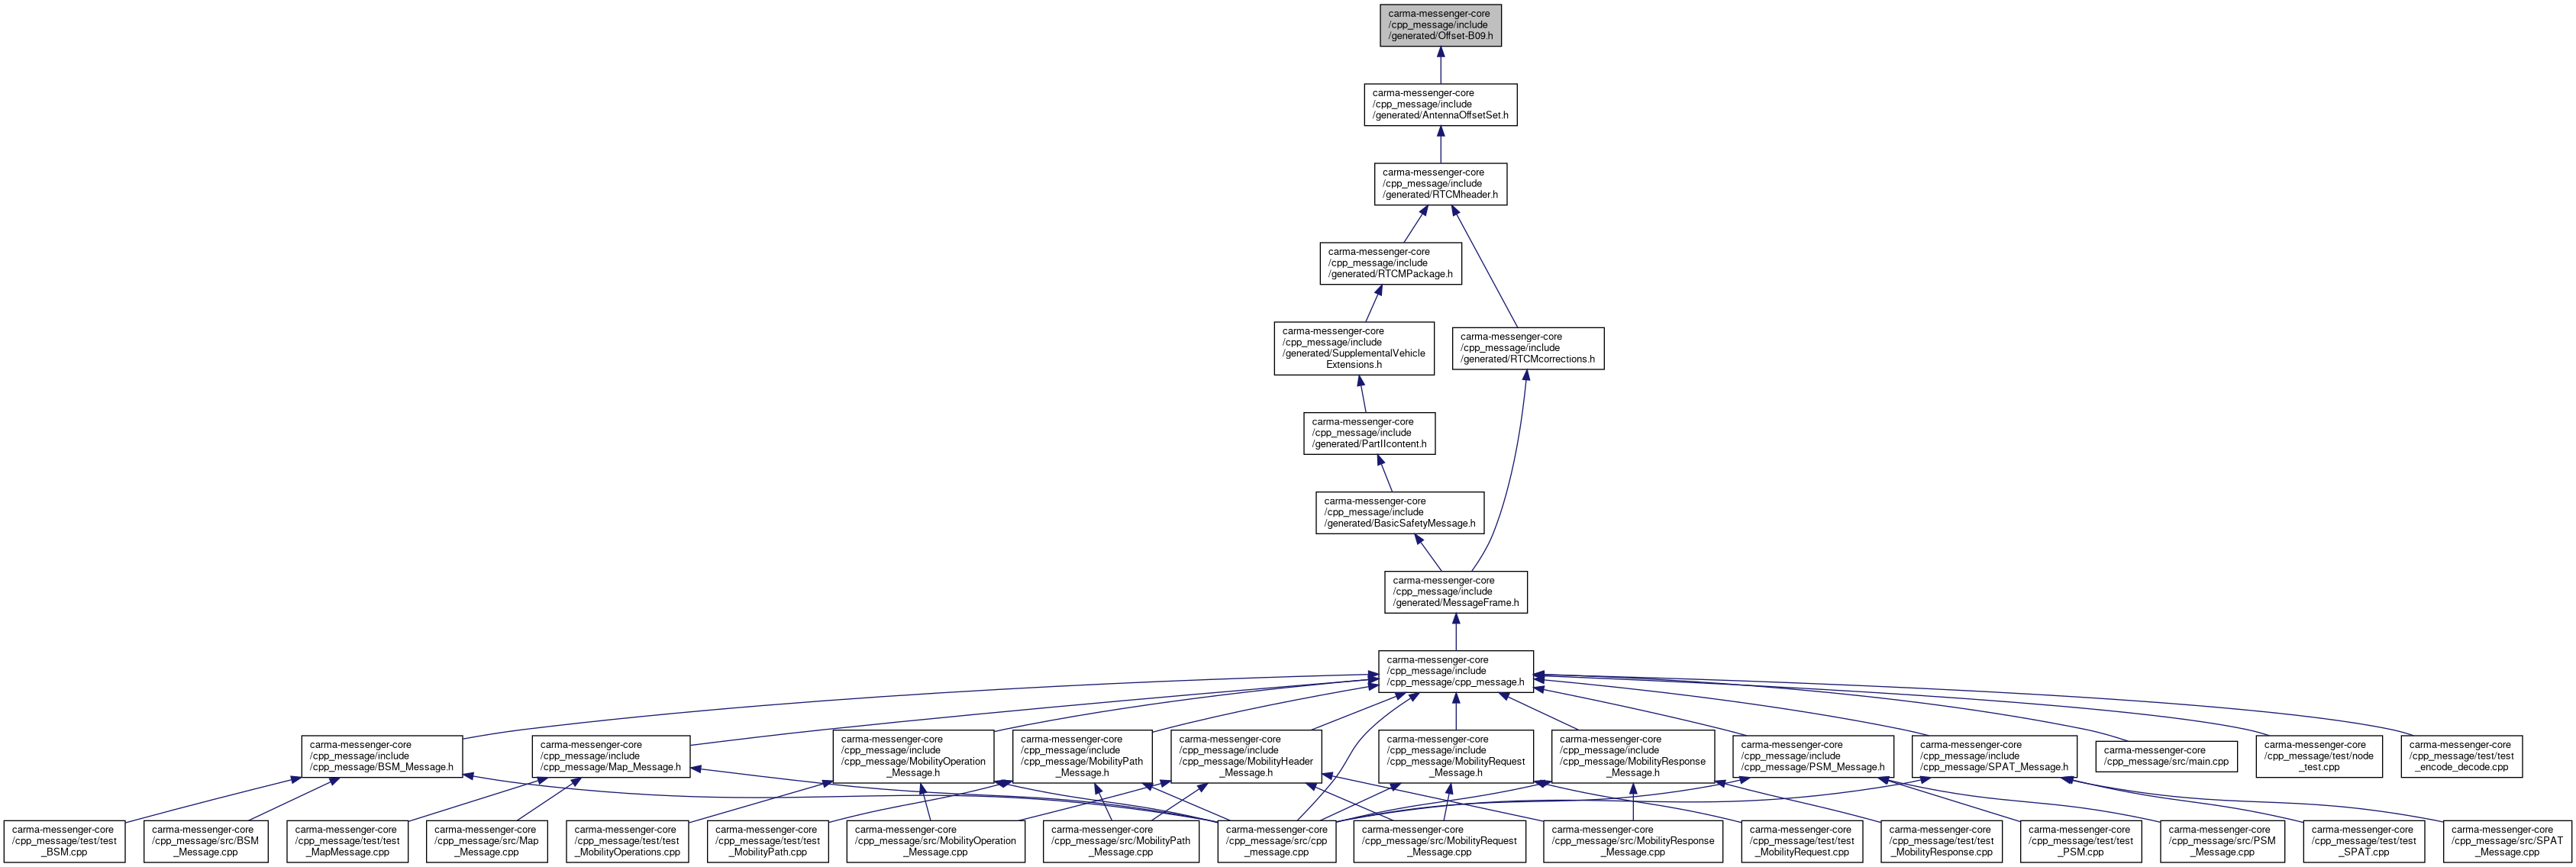 carma-messenger-core
/cpp_message/include
/generated/Offset-B09.h
carma-messenger-core
/cpp_message/include
/generated/AntennaOffsetSet.h
carma-messenger-core
/cpp_message/include
/generated/RTCMheader.h
carma-messenger-core
/cpp_message/include
/generated/RTCMPackage.h
carma-messenger-core
/cpp_message/include
/generated/SupplementalVehicle
Extensions.h
carma-messenger-core
/cpp_message/include
/generated/RTCMcorrections.h
carma-messenger-core
/cpp_message/include
/generated/PartIIcontent.h
carma-messenger-core
/cpp_message/include
/generated/BasicSafetyMessage.h
carma-messenger-core
/cpp_message/include
/generated/MessageFrame.h
carma-messenger-core
/cpp_message/include
/cpp_message/cpp_message.h
carma-messenger-core
/cpp_message/include
/cpp_message/BSM_Message.h
carma-messenger-core
/cpp_message/include
/cpp_message/Map_Message.h
carma-messenger-core
/cpp_message/include
/cpp_message/MobilityOperation
_Message.h
carma-messenger-core
/cpp_message/include
/cpp_message/MobilityPath
_Message.h
carma-messenger-core
/cpp_message/include
/cpp_message/MobilityHeader
_Message.h
carma-messenger-core
/cpp_message/include
/cpp_message/MobilityRequest
_Message.h
carma-messenger-core
/cpp_message/include
/cpp_message/MobilityResponse
_Message.h
carma-messenger-core
/cpp_message/include
/cpp_message/PSM_Message.h
carma-messenger-core
/cpp_message/include
/cpp_message/SPAT_Message.h
carma-messenger-core
/cpp_message/src/main.cpp
carma-messenger-core
/cpp_message/test/node
_test.cpp
carma-messenger-core
/cpp_message/test/test
_encode_decode.cpp
carma-messenger-core
/cpp_message/test/test
_BSM.cpp
carma-messenger-core
/cpp_message/src/BSM
_Message.cpp
carma-messenger-core
/cpp_message/test/test
_MapMessage.cpp
carma-messenger-core
/cpp_message/src/Map
_Message.cpp
carma-messenger-core
/cpp_message/test/test
_MobilityOperations.cpp
carma-messenger-core
/cpp_message/test/test
_MobilityPath.cpp
carma-messenger-core
/cpp_message/src/MobilityOperation
_Message.cpp
carma-messenger-core
/cpp_message/src/MobilityPath
_Message.cpp
carma-messenger-core
/cpp_message/src/cpp
_message.cpp
carma-messenger-core
/cpp_message/src/MobilityRequest
_Message.cpp
carma-messenger-core
/cpp_message/src/MobilityResponse
_Message.cpp
carma-messenger-core
/cpp_message/test/test
_MobilityRequest.cpp
carma-messenger-core
/cpp_message/test/test
_MobilityResponse.cpp
carma-messenger-core
/cpp_message/test/test
_PSM.cpp
carma-messenger-core
/cpp_message/src/PSM
_Message.cpp
carma-messenger-core
/cpp_message/test/test
_SPAT.cpp
carma-messenger-core
/cpp_message/src/SPAT
_Message.cpp